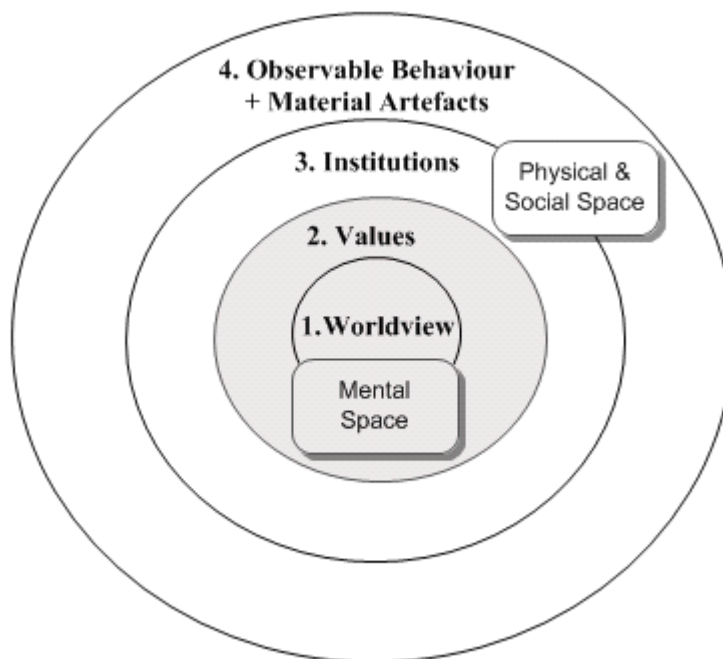 4. Observable Behaviour
+ Material Artefacts
3. Institutions
Physical &
Social Space
2. Values
1.Worldview
Mental
Space